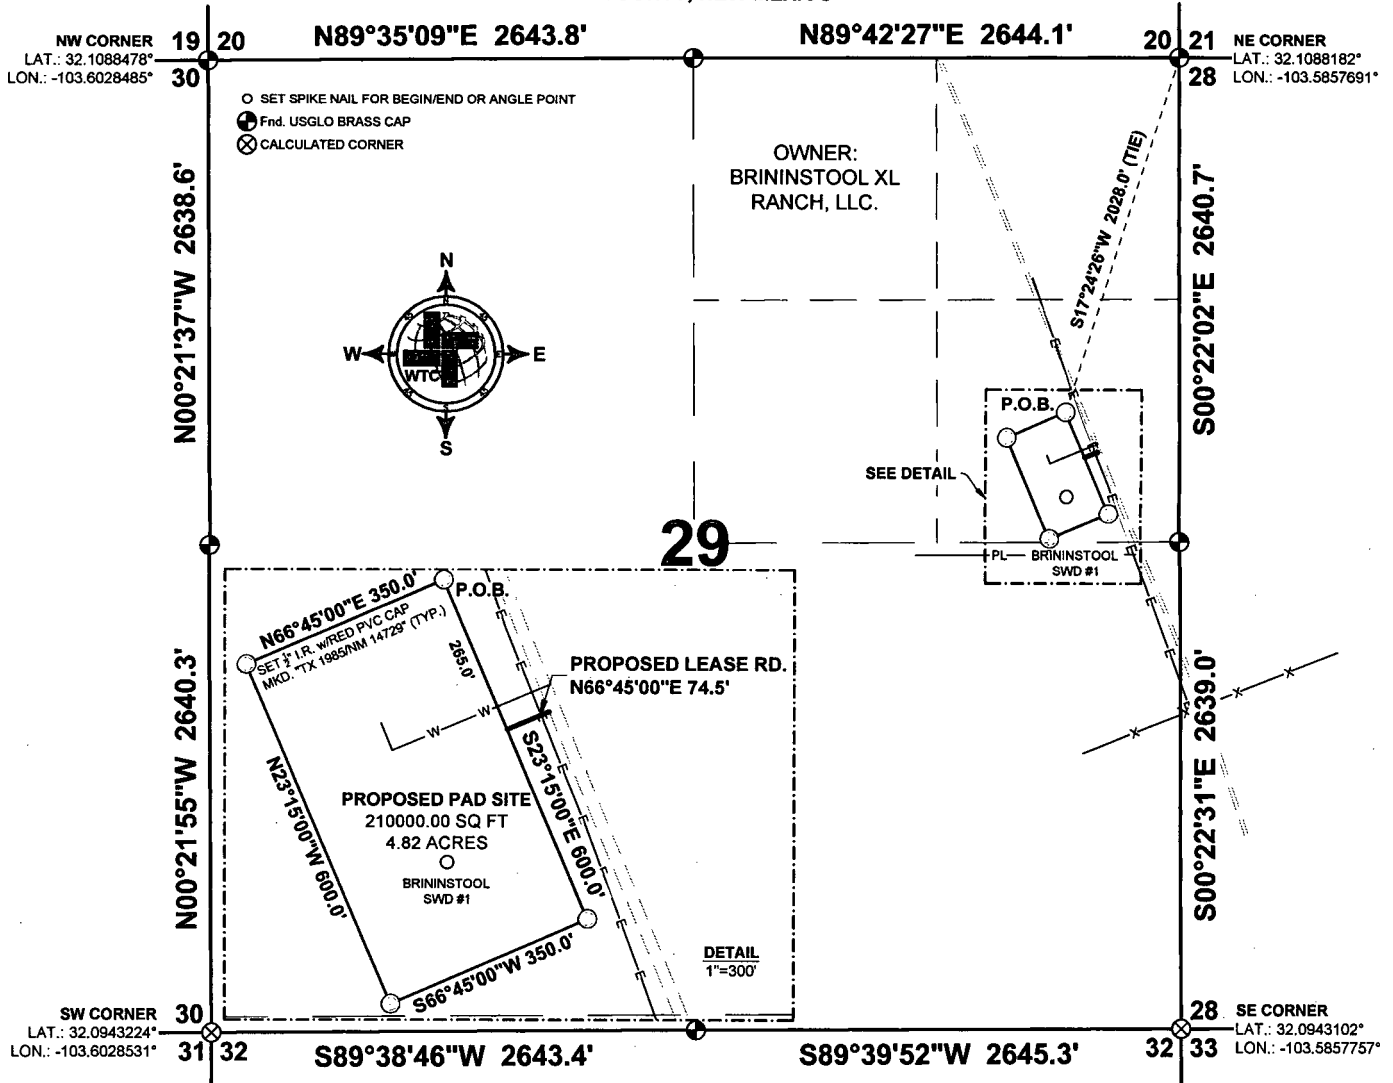 N89°35'09"E 2643.8'
N89°42'27"E 2644.1'
NW CORNER
LAT.: 32.1088478°
LON.: -103.6028485°
19 20
30
20 21
28
NE CORNER
LAT.: 32.1088182°
LON.: -103.5857691°
SET SPIKE NAIL FOR BEGIN/END OR ANGLE POINT
Fnd. USGLO BRASS CAP
CALCULATED CORNER
OWNER:
BRININSTOOL XL
RANCH, LLC.
N00°21'37"W 2638.6'
S17°24'26"W 2028.0' (TIE)
S00°22'02"E 2640.7'
N
W
E
S
WTC
P.O.B.
E
E
E
L
E
SEE DETAIL
29
PL
BRININSTOOL
SWD #1
E
E
E
N66°45'00"E 350.0'
P.O.B.
SET ½" I.R. w/RED PVC CAP
MKD. "TX 1985/NM 14729" (TYP.)
265.0'
E
E
PROPOSED LEASE RD.
N66°45'00"E 74.5'
W
W
E
S23°15'00"E 600.0'
N23°15'00"W 600.0'
PROPOSED PAD SITE
210000.00 SQ FT
4.82 ACRES
BRININSTOOL
SWD #1
E
E
E
E
S66°45'00"W 350.0'
DETAIL
1"=300'
N00°21'55"W 2640.3'
S00°22'31"E 2639.0'
X
X
X
X
SW CORNER
LAT.: 32.0943224°
LON.: -103.6028531°
30
31 32
S89°38'46"W 2643.4'
S89°39'52"W 2645.3'
28
32 33
SE CORNER
LAT.: 32.0943102°
LON.: -103.5857757°